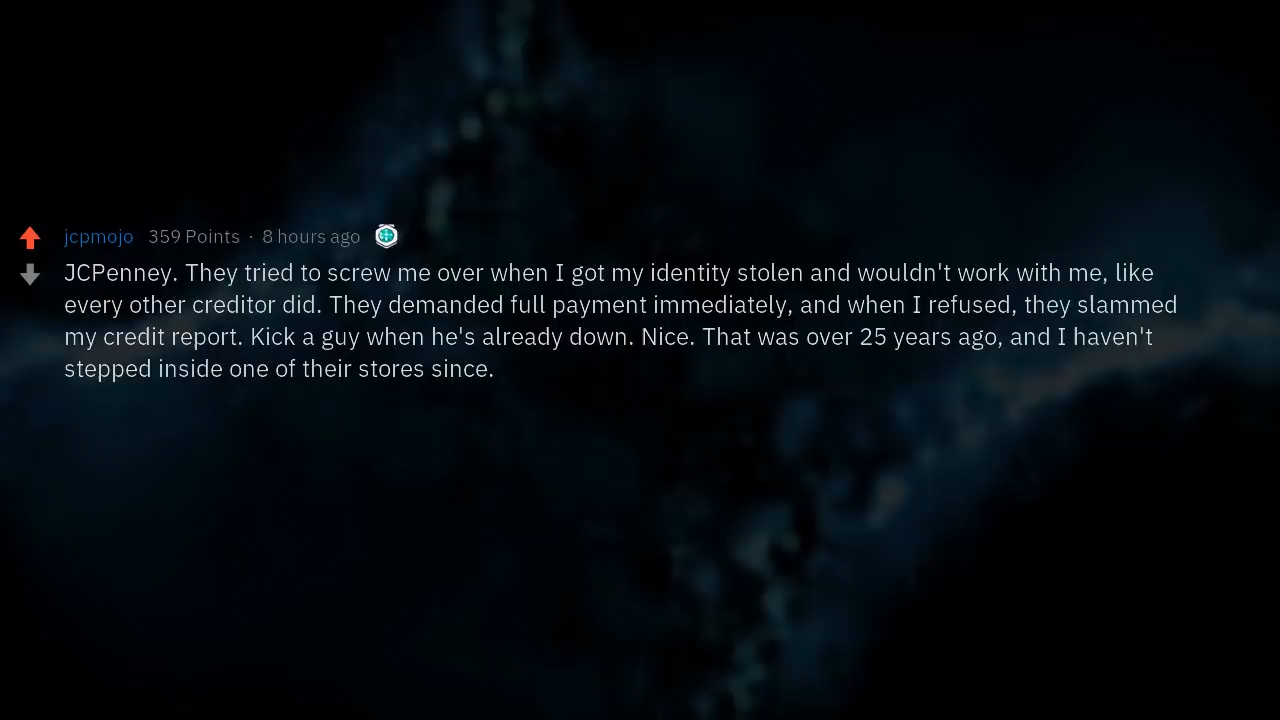 jcpmojo 359 Points · 8 hours ago
JCPenney. They tried to screw me over when I got my identity stolen and wouldn't work with me, like
every other creditor did. They demanded full payment immediately, and when I refused, they slammed
my credit report. Kick a guy when he's already down. Nice. That was over 25 years ago, and I haven't
stepped inside one of their stores since.